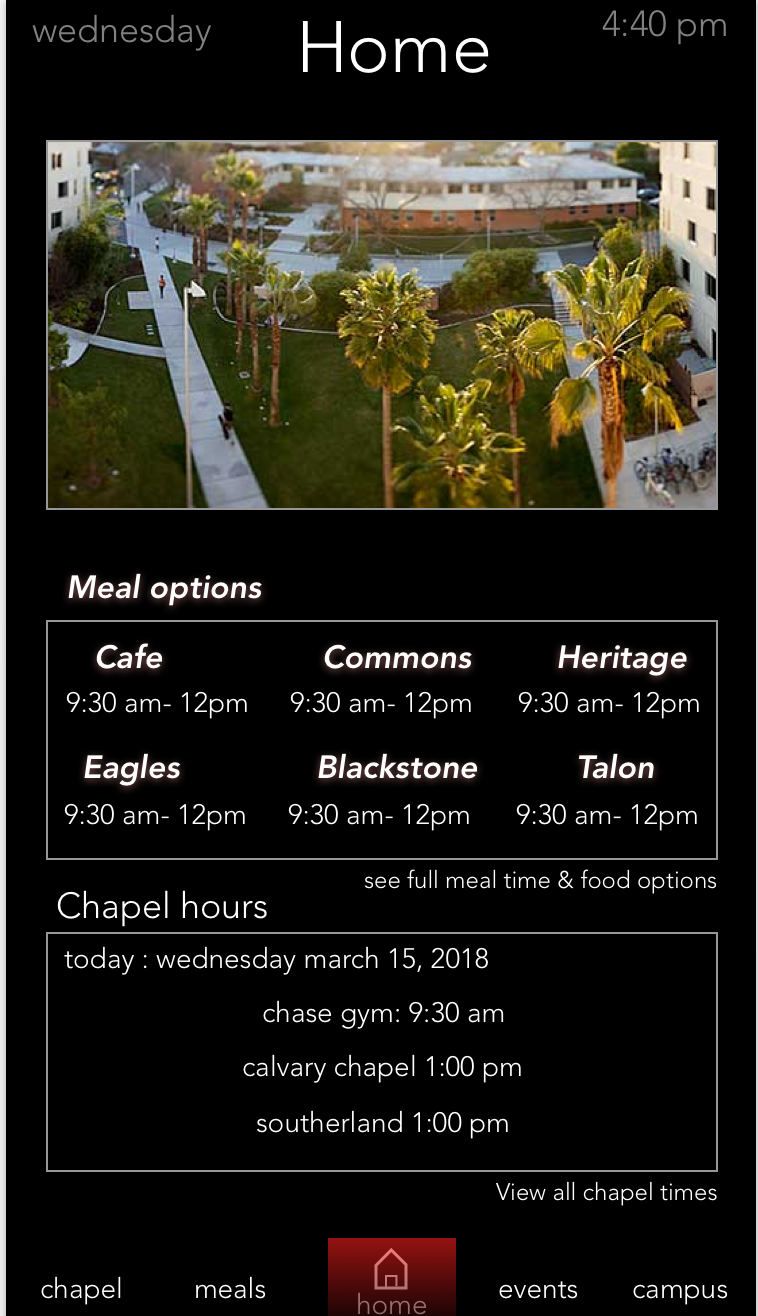 wednesday Home 4:40 pm
Meal options
Cafe Commons Heritage
9:30 am- 12pm 9:30 am- 12pm 9:30 am- 12pm
Eagles Blackstone Talon
9:30 am- 12pm 9:30 am- 12pm 9:30 am- 12pm
see full meal time & food options
Chapel hours
today : wednesday march 15, 2018
chase gym: 9:30 am
calvary chapel 1:00 pm
southerland 1:00 pm
View all chapel times
chapel meals home events campus